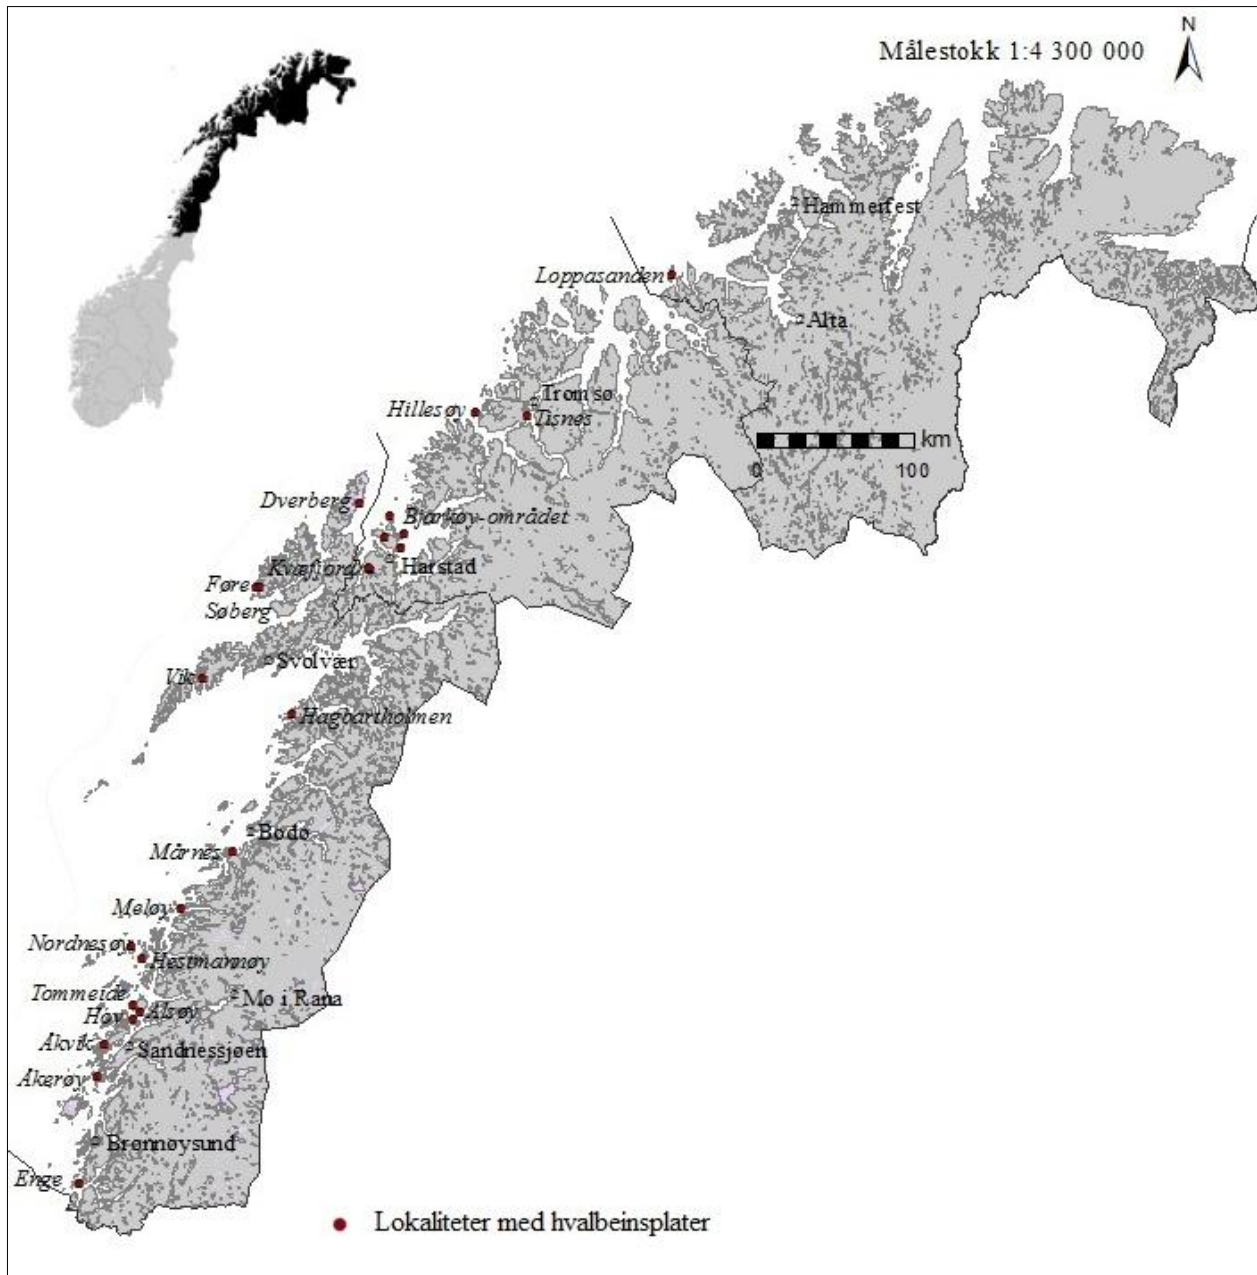 N
Målestokk 1:4 300 000
Hammerfest
Loppasanden
Alta
Tromsø
Hillesøy
Tisnes
km
0 100
Dverberg
Bjarkøy-området
Kvæfjord
Harstad
Føre
Søberg
Svolvær
Vik
Hagbartholmen
Bodø
Mårnes
Meløy
Nordnesøy
Hestmannøy
Tommeide
Mo i Rana
Alsøy
Høy
Åkvik
Sandnessjøen
Åkerøy
Brønnøysund
Enge
Lokaliteter med hvalbeinsplater